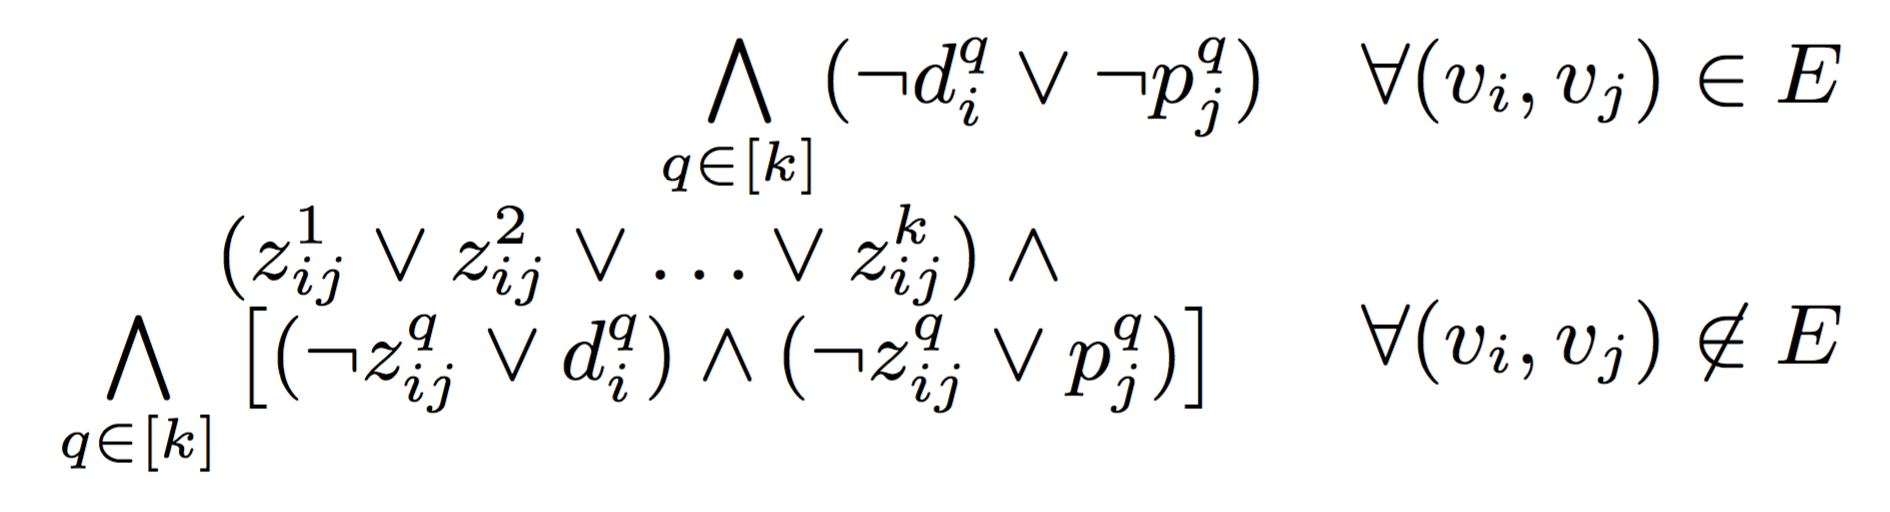 ⋀_{q∈[k]} (¬d_i^q ∨ ¬p_j^q)   ∀(v_i, v_j) ∈ E
(z_{ij}^1 ∨ z_{ij}^2 ∨ … ∨ z_{ij}^k) ∧
⋀_{q∈[k]} [(¬z_{ij}^q ∨ d_i^q) ∧ (¬z_{ij}^q ∨ p_j^q)]   ∀(v_i, v_j) ∉ E